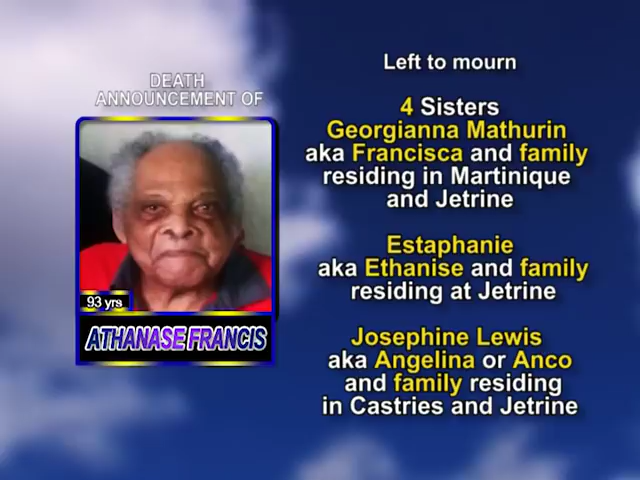 DEATH
ANNOUNCEMENT OF
93 yrs
ATHANASE FRANCIS
Left to mourn
4 Sisters
Georgianna Mathurin
aka Francisca and family
residing in Martinique
and Jetrine
Estaphanie
aka Ethanise and family
residing at Jetrine
Josephine Lewis
aka Angelina or Anco
and family residing
in Castries and Jetrine